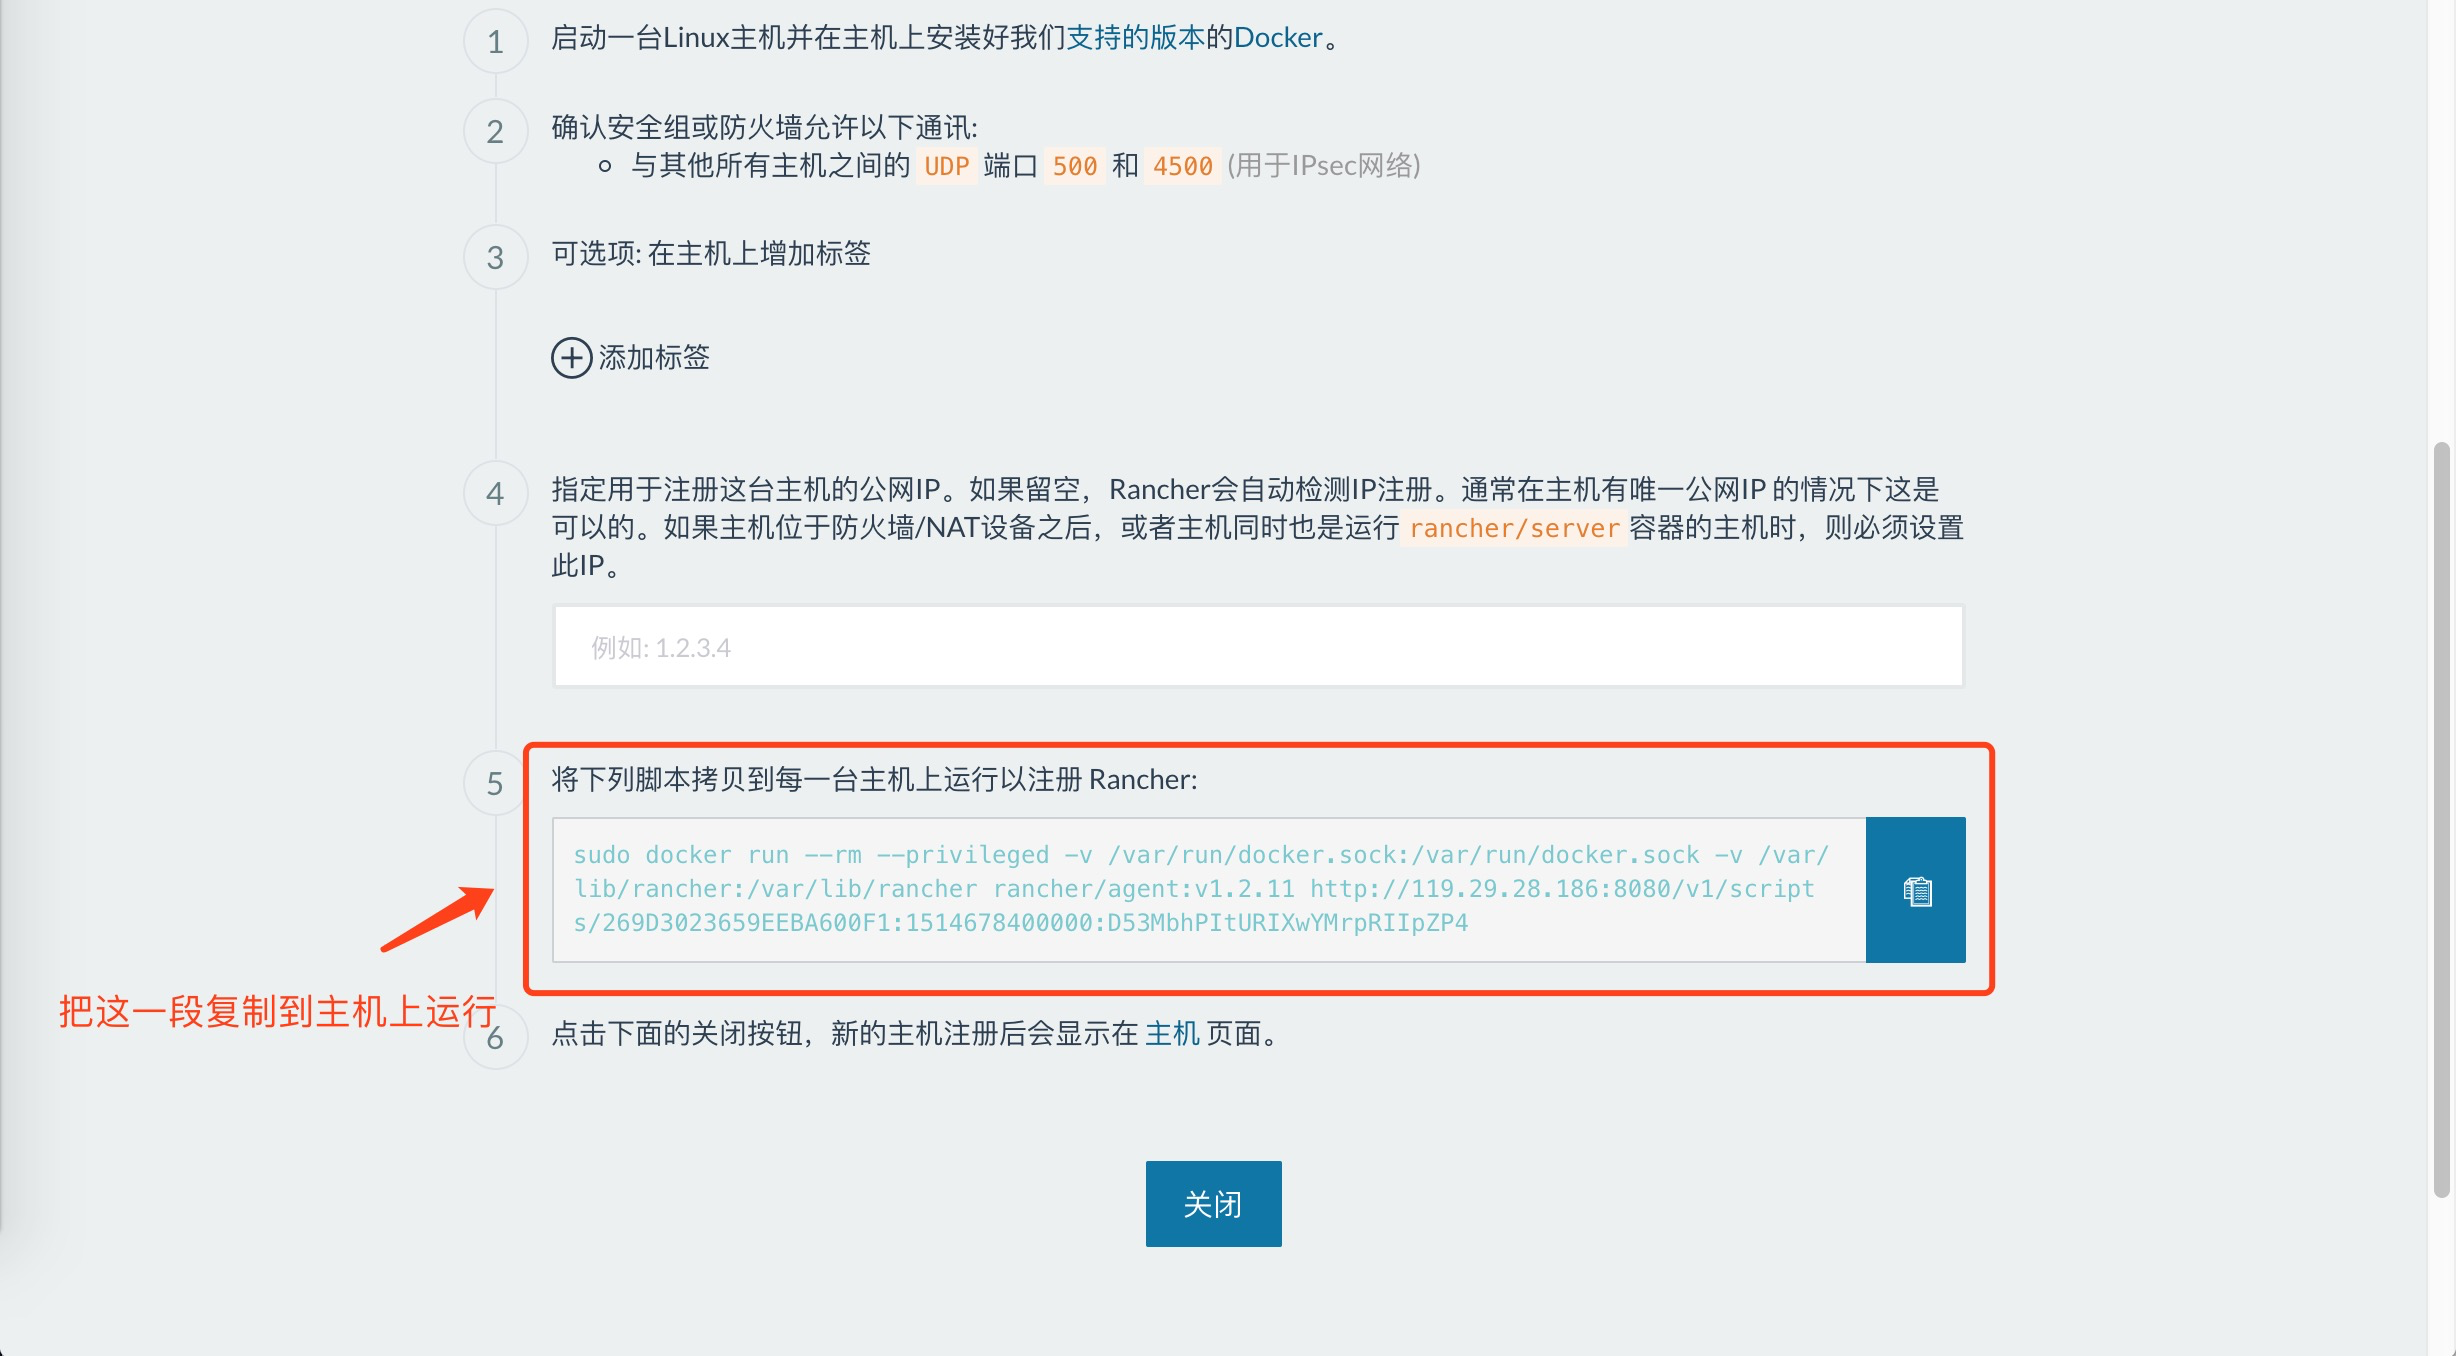 1
启动一台Linux主机并在主机上安装好我们支持的版本的Docker。
2
确认安全组或防火墙允许以下通讯:
与其他所有主机之间的 UDP 端口 500 和 4500 (用于IPsec网络)
3
可选项: 在主机上增加标签
添加标签
4
指定用于注册这台主机的公网IP。如果留空，Rancher会自动检测IP注册。通常在主机有唯一公网IP 的情况下这是
可以的。如果主机位于防火墙/NAT设备之后，或者主机同时也是运行 rancher/server 容器的主机时，则必须设置
此IP。
例如: 1.2.3.4
5
将下列脚本拷贝到每一台主机上运行以注册 Rancher:
sudo docker run --rm --privileged -v /var/run/docker.sock:/var/run/docker.sock -v /var/
lib/rancher:/var/lib/rancher rancher/agent:v1.2.11 http://119.29.28.186:8080/v1/script
s/269D3023659EEBA600F1:1514678400000:D53MbhPItURIXwYMrpRIIpZP4
把这一段复制到主机上运行
6
点击下面的关闭按钮，新的主机注册后会显示在 主机 页面。
关闭